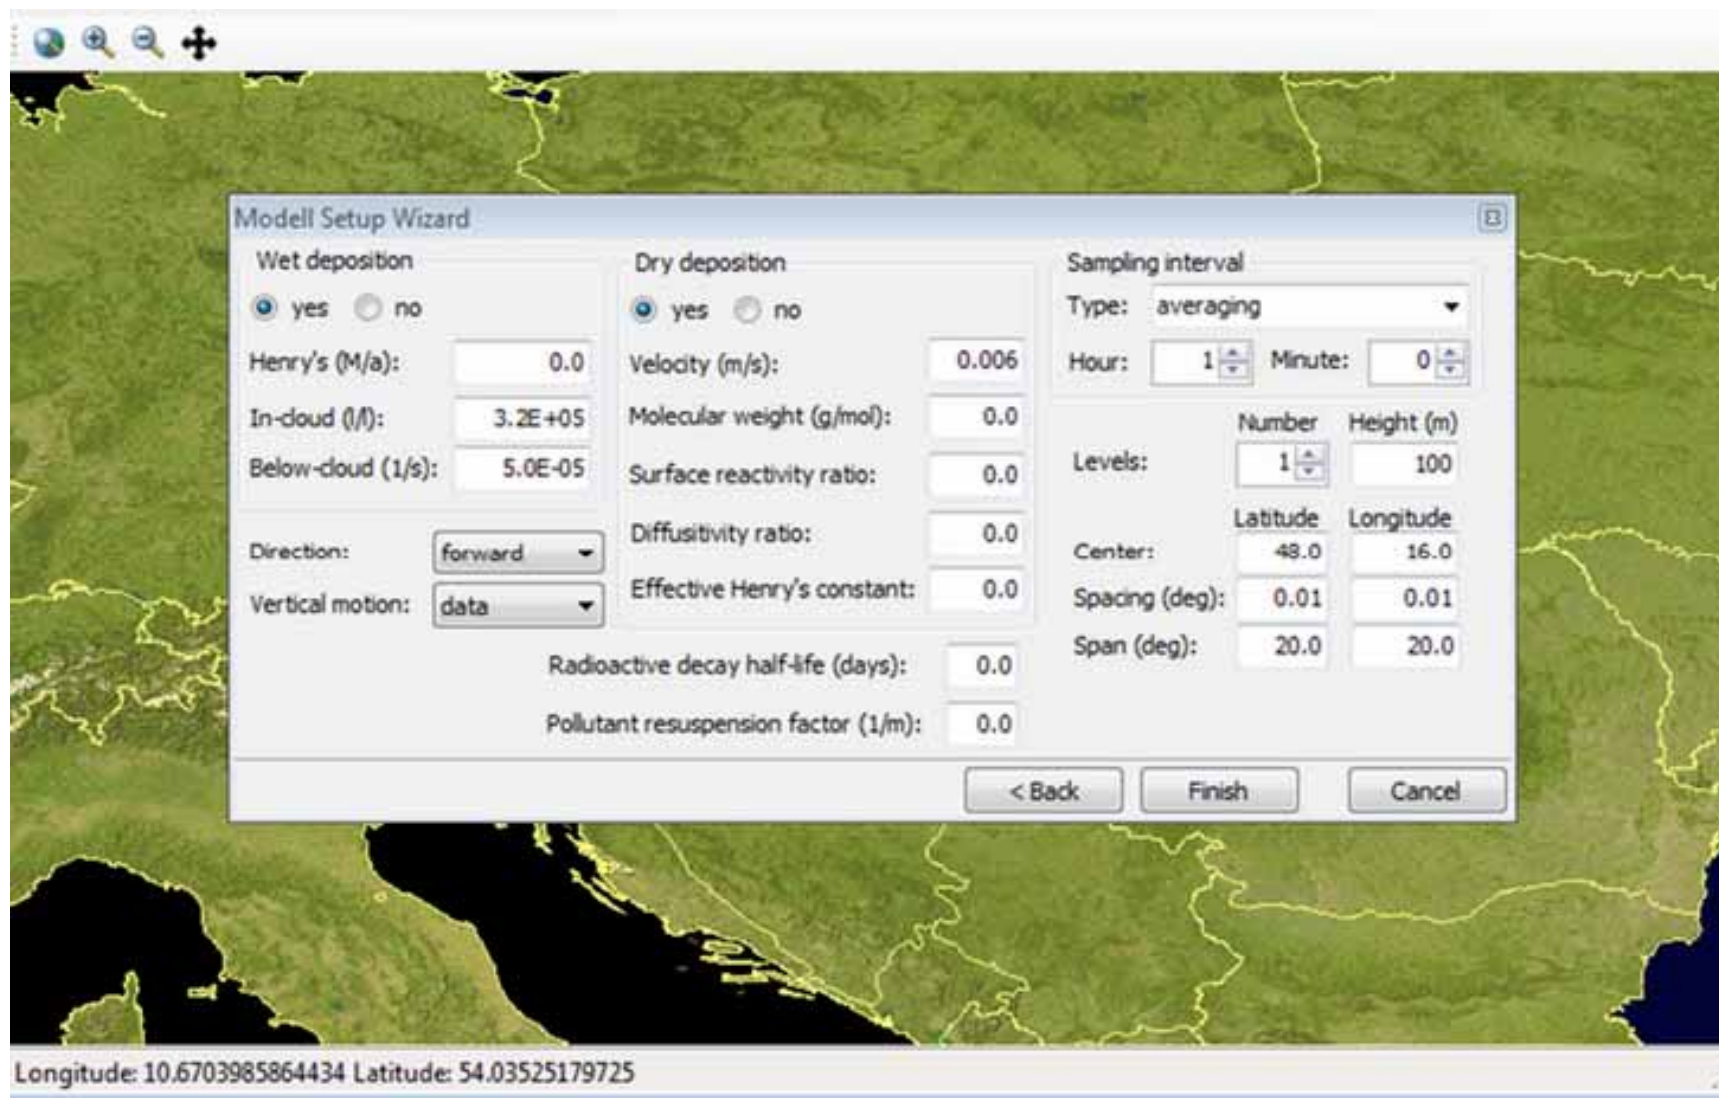 Modell Setup Wizard
Wet deposition
yes no
Henry's (M/a): 0.0
In-cloud (l/l): 3.2E+05
Below-cloud (1/s): 5.0E-05
Direction: forward
Vertical motion: data
Dry deposition
yes no
Velocity (m/s): 0.006
Molecular weight (g/mol): 0.0
Surface reactivity ratio: 0.0
Diffusitivity ratio: 0.0
Effective Henry's constant: 0.0
Radioactive decay half-life (days): 0.0
Pollutant resuspension factor (1/m): 0.0
Sampling interval
Type: averaging
Hour: 1 Minute: 0
Number Height (m)
Levels: 1 100
Latitude Longitude
Center: 48.0 16.0
Spacing (deg): 0.01 0.01
Span (deg): 20.0 20.0
< Back Finish Cancel
Longitude: 10.6703985864434 Latitude: 54.03525179725